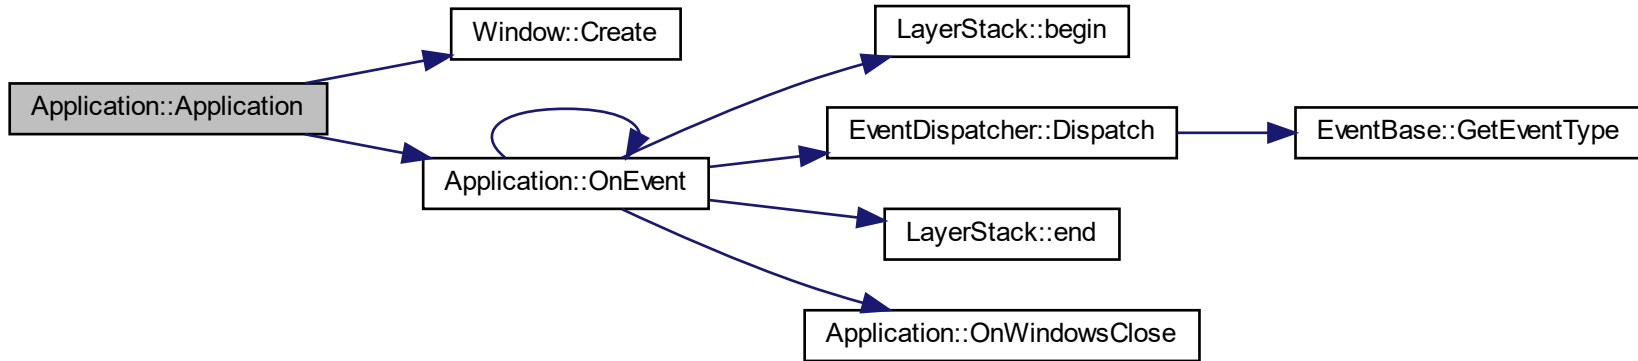 Application::Application
Window::Create
Application::OnEvent
LayerStack::begin
EventDispatcher::Dispatch
EventBase::GetEventType
LayerStack::end
Application::OnWindowsClose